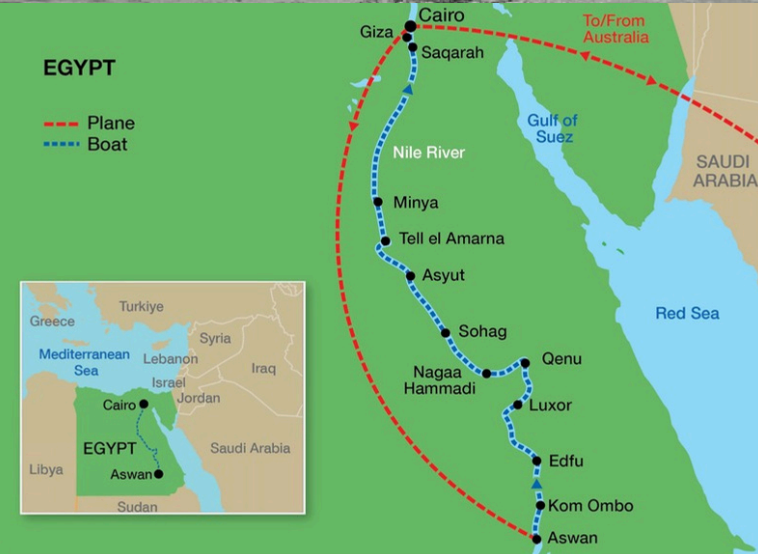 EGYPT
Plane
Boat
Cairo
Giza
Saqarah
To/From
Australia
Gulf of
Suez
SAUDI
ARABIA
Nile River
Minya
Tell el Amarna
Asyut
Sohag
Nagaa
Hammadi
Qenu
Luxor
Edfu
Kom Ombo
Aswan
Red Sea
Greece
Turkiye
Mediterranean
Sea
Syria
Lebanon
Iraq
Israel
Jordan
Cairo
EGYPT
Saudi Arabia
Libya
Aswan
Sudan